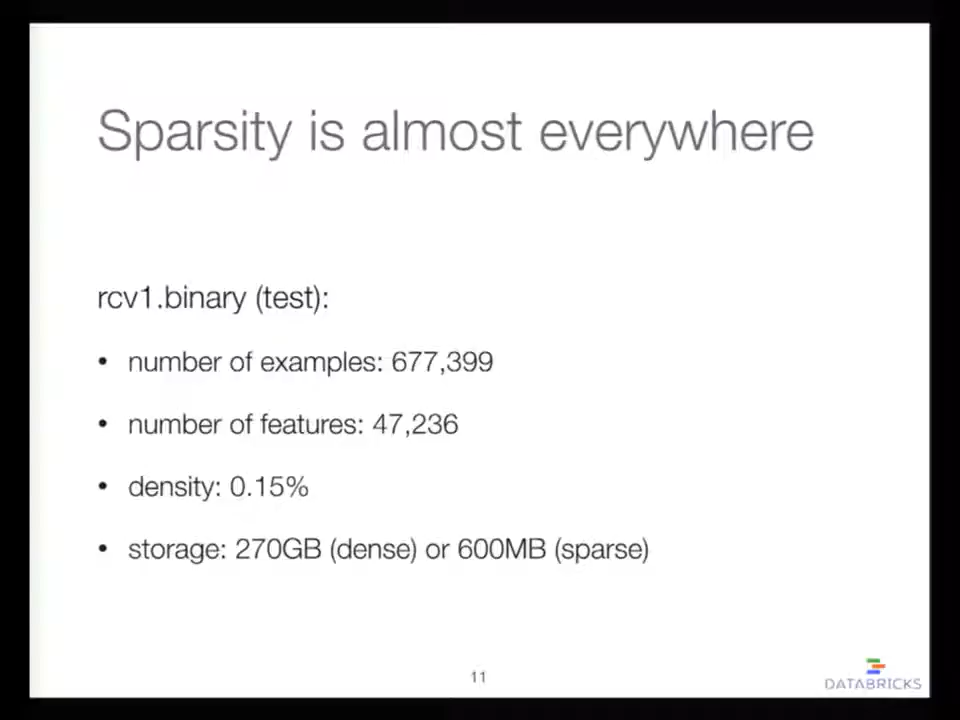 Sparsity is almost everywhere
rcv1.binary (test):
• number of examples: 677,399
• number of features: 47,236
• density: 0.15%
• storage: 270GB (dense) or 600MB (sparse)
11
DATABRICKS